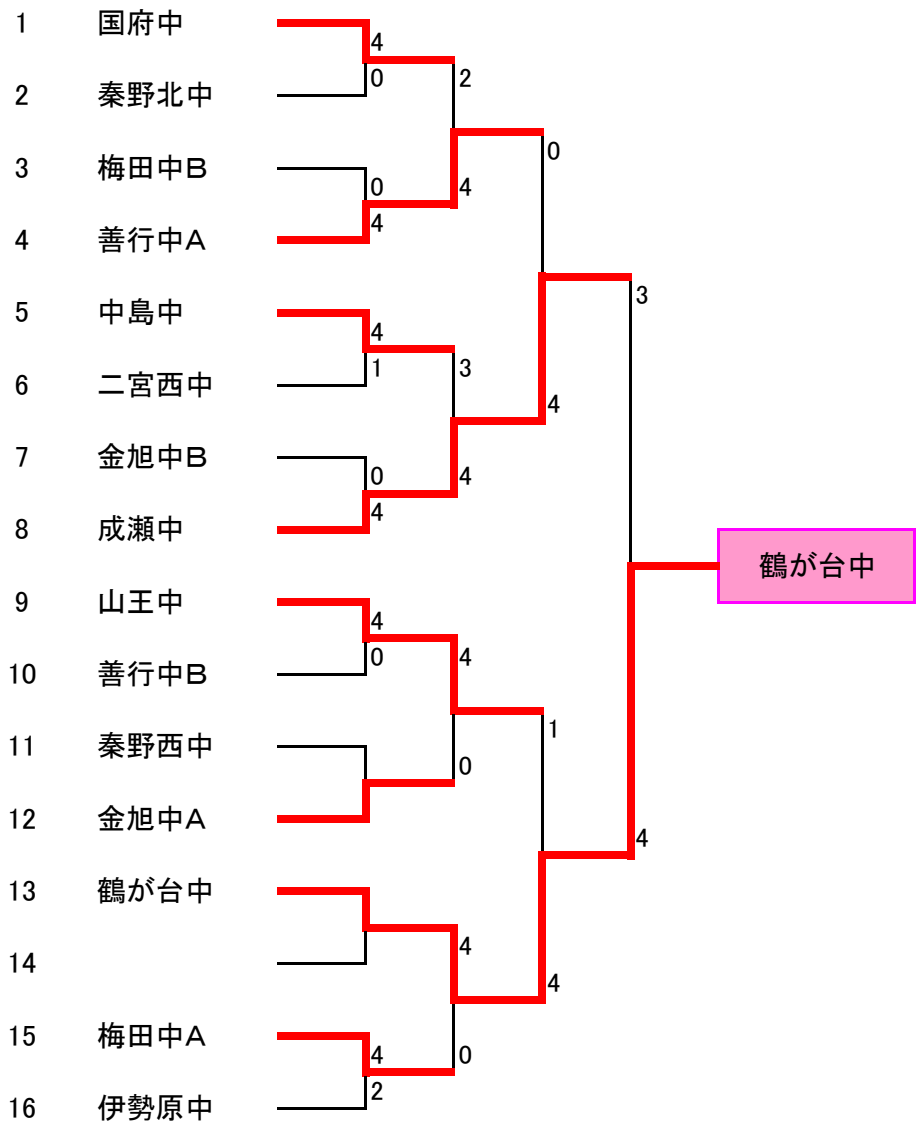 1 国府中
4
0
2
2 秦野北中
0
3 梅田中B
0
4
4
4 善行中A
3
5 中島中
4
1
3
6 二宮西中
4
7 金旭中B
0
4
4
8 成瀬中
鶴が台中
9 山王中
4
0
4
10 善行中B
1
11 秦野西中
0
12 金旭中A
4
13 鶴が台中
4
14
4
15 梅田中A
4
2
0
16 伊勢原中